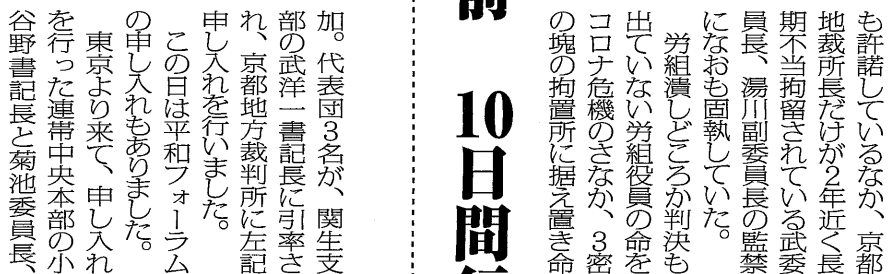 も許諾しているなか、京都
地裁所長だけが2年近く長
期不当拘留されている武委
員長、湯川副委員長の監禁
になおも固執していた。
労組潰しどころか判決も
出ていない労組役員の命を
コロナ危機のさなか、3密
の塊の拘置所に据え置き命
10日間
加。代表団3名が、関生支
部の武洋一書記長に引率さ
れ、京都地方裁判所に左記
申し入れを行いました。
この日は平和フォーラム
の申し入れもありました。
東京より来て、申し入れ
を行った連帯中央本部の小
谷野書記長と菊池委員長、